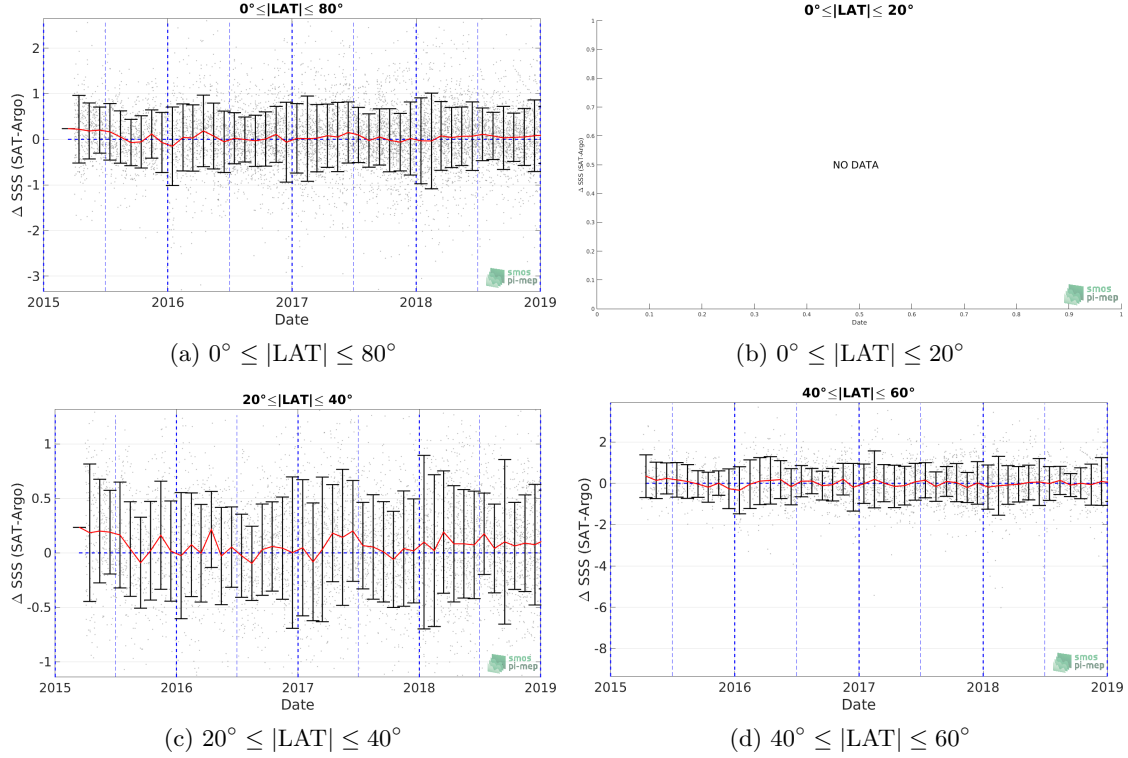 0°≤|LAT|≤ 80°
Δ SSS (SAT-Argo)
2
1
0
-1
-2
-3
2015
2016
2017
2018
2019
Date
smos
pi-mep
(a) 0° ≤ |LAT| ≤ 80°
0°≤|LAT|≤ 20°
Δ SSS (SAT-Argo)
1
0.9
0.8
0.7
0.6
0.5
0.4
0.3
0.2
0.1
0
NO DATA
0
0.1
0.2
0.3
0.4
0.5
0.6
0.7
0.8
0.9
1
Date
smos
pi-mep
(b) 0° ≤ |LAT| ≤ 20°
20°≤|LAT|≤ 40°
Δ SSS (SAT-Argo)
1
0.5
0
-0.5
-1
2015
2016
2017
2018
2019
Date
smos
pi-mep
(c) 20° ≤ |LAT| ≤ 40°
40°≤|LAT|≤ 60°
Δ SSS (SAT-Argo)
2
0
-2
-4
-6
-8
2015
2016
2017
2018
2019
Date
smos
pi-mep
(d) 40° ≤ |LAT| ≤ 60°